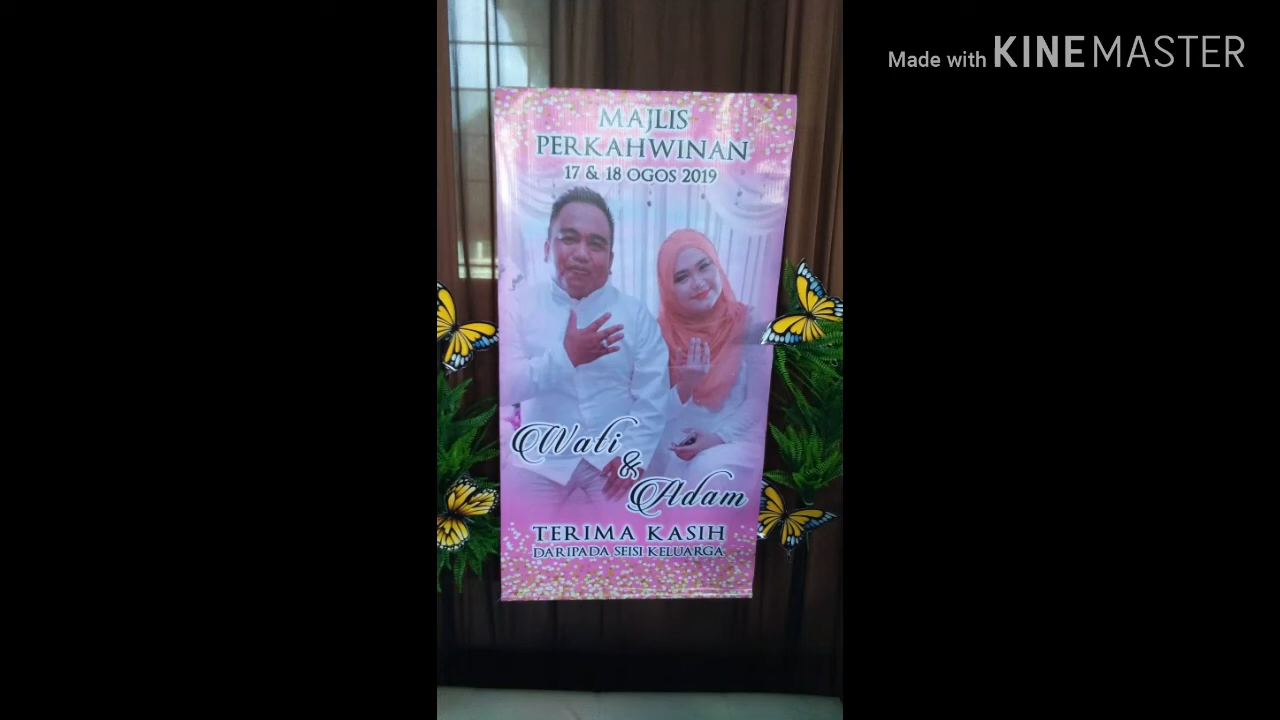 Made with KINEMASTER
MAJLIS
PERKAHWINAN
17 & 18 OGOS 2019
Wati
&
Adam
TERIMA KASIH
DARIPADA SEISI KELUARGA